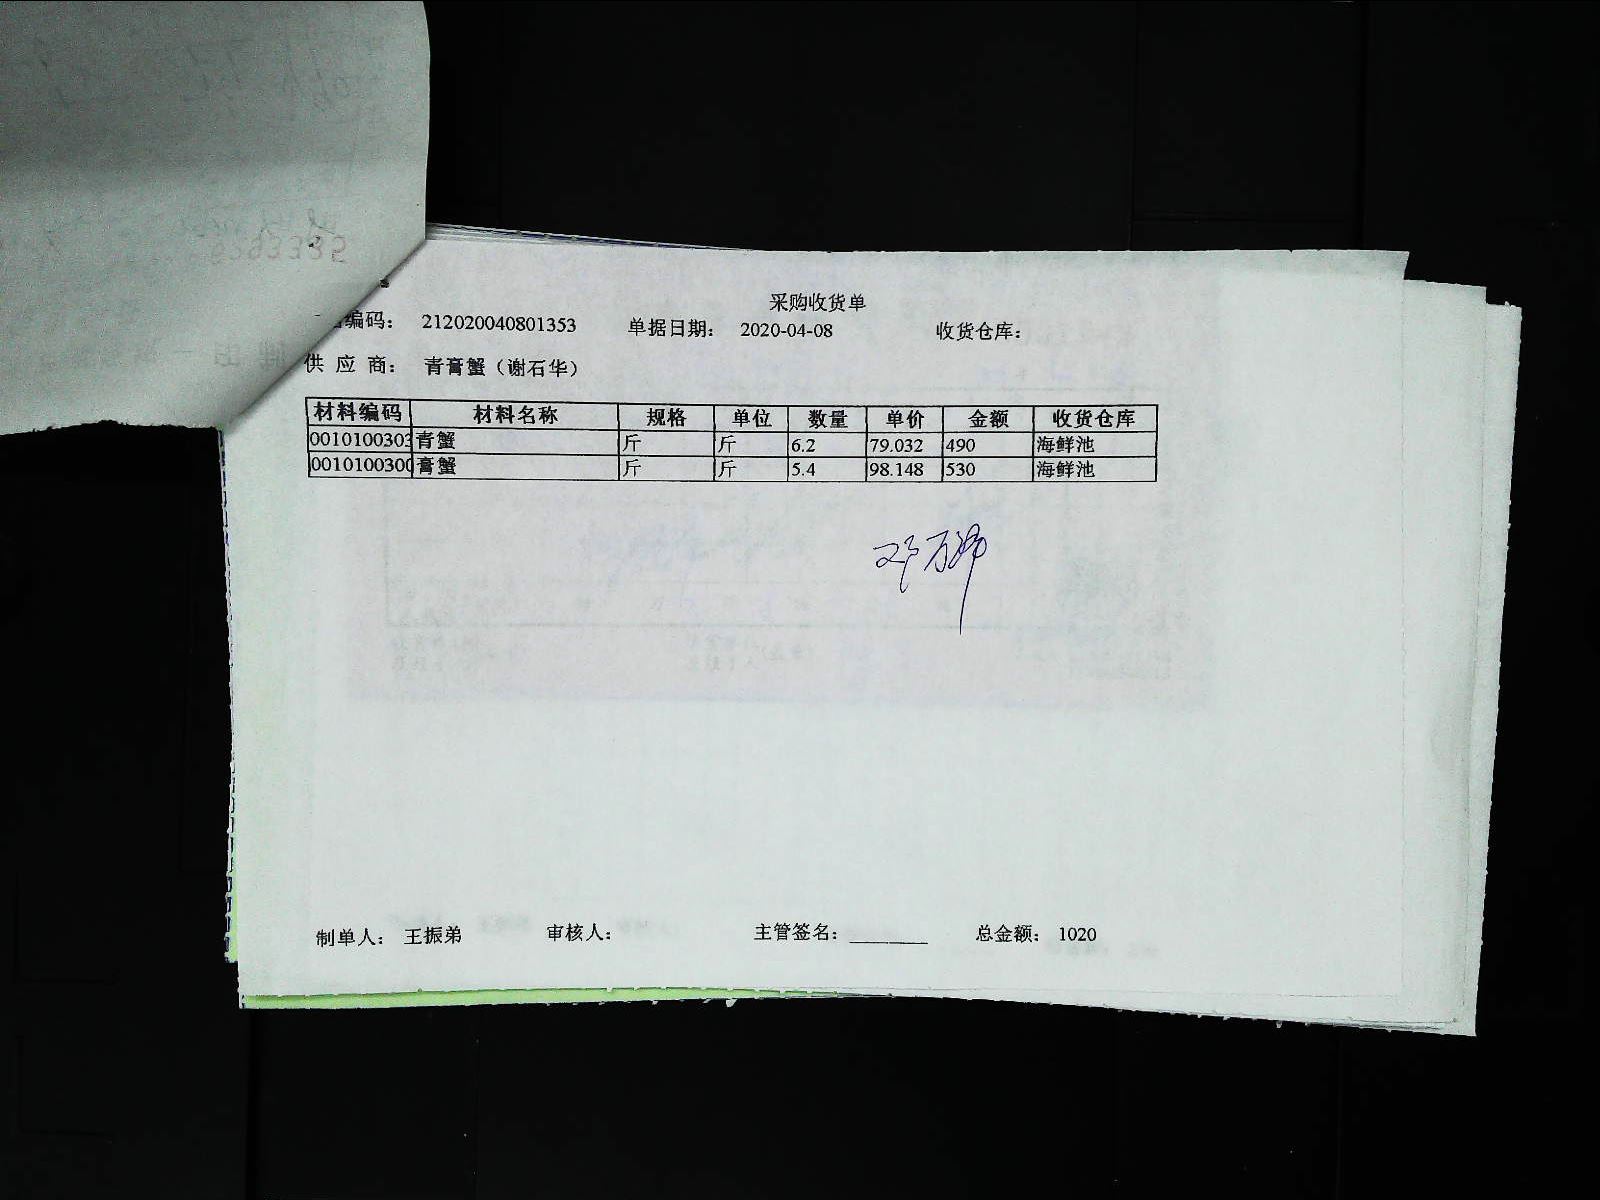 采购收货单
编码： 212020040801353 单据日期： 2020-04-08 收货仓库：
供 应 商： 青膏蟹（谢石华）
材料编码 材料名称 规格 单位 数量 单价 金额 收货仓库
0010100303 青蟹 斤 斤 6.2 79.032 490 海鲜池
0010100300 膏蟹 斤 斤 5.4 98.148 530 海鲜池
制单人： 王振弟 审核人： 主管签名：________ 总金额： 1020